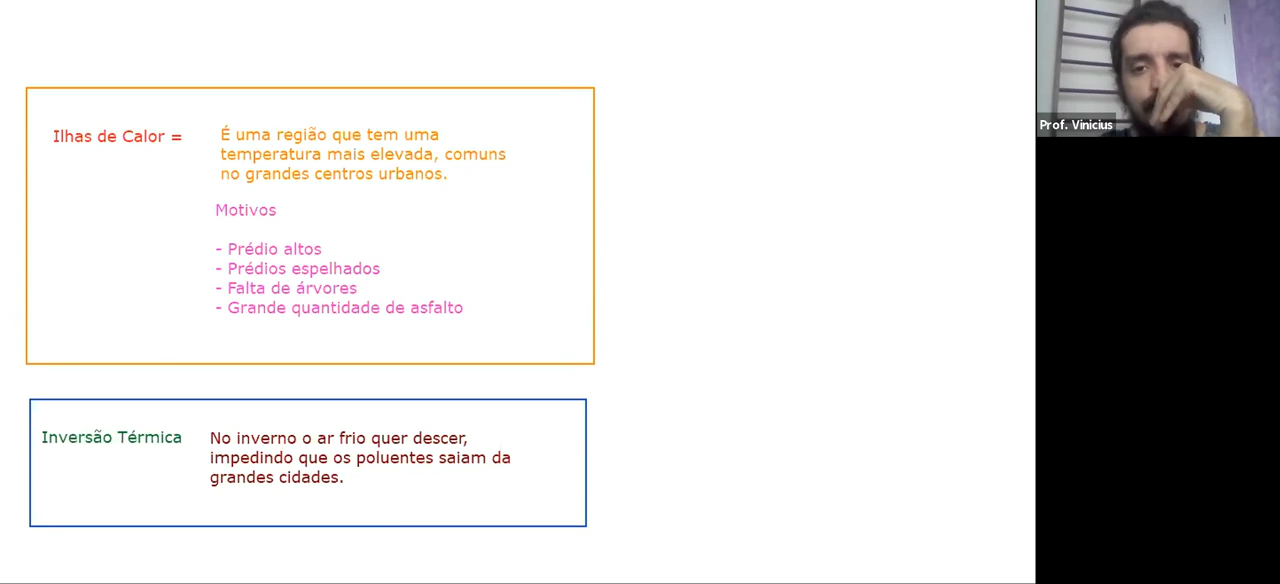 Ilhas de Calor =
É uma região que tem uma
temperatura mais elevada, comuns
no grandes centros urbanos.
Motivos
- Prédio altos
- Prédios espelhados
- Falta de árvores
- Grande quantidade de asfalto
Inversão Térmica
No inverno o ar frio quer descer,
impedindo que os poluentes saiam da
grandes cidades.
Prof. Vinicius